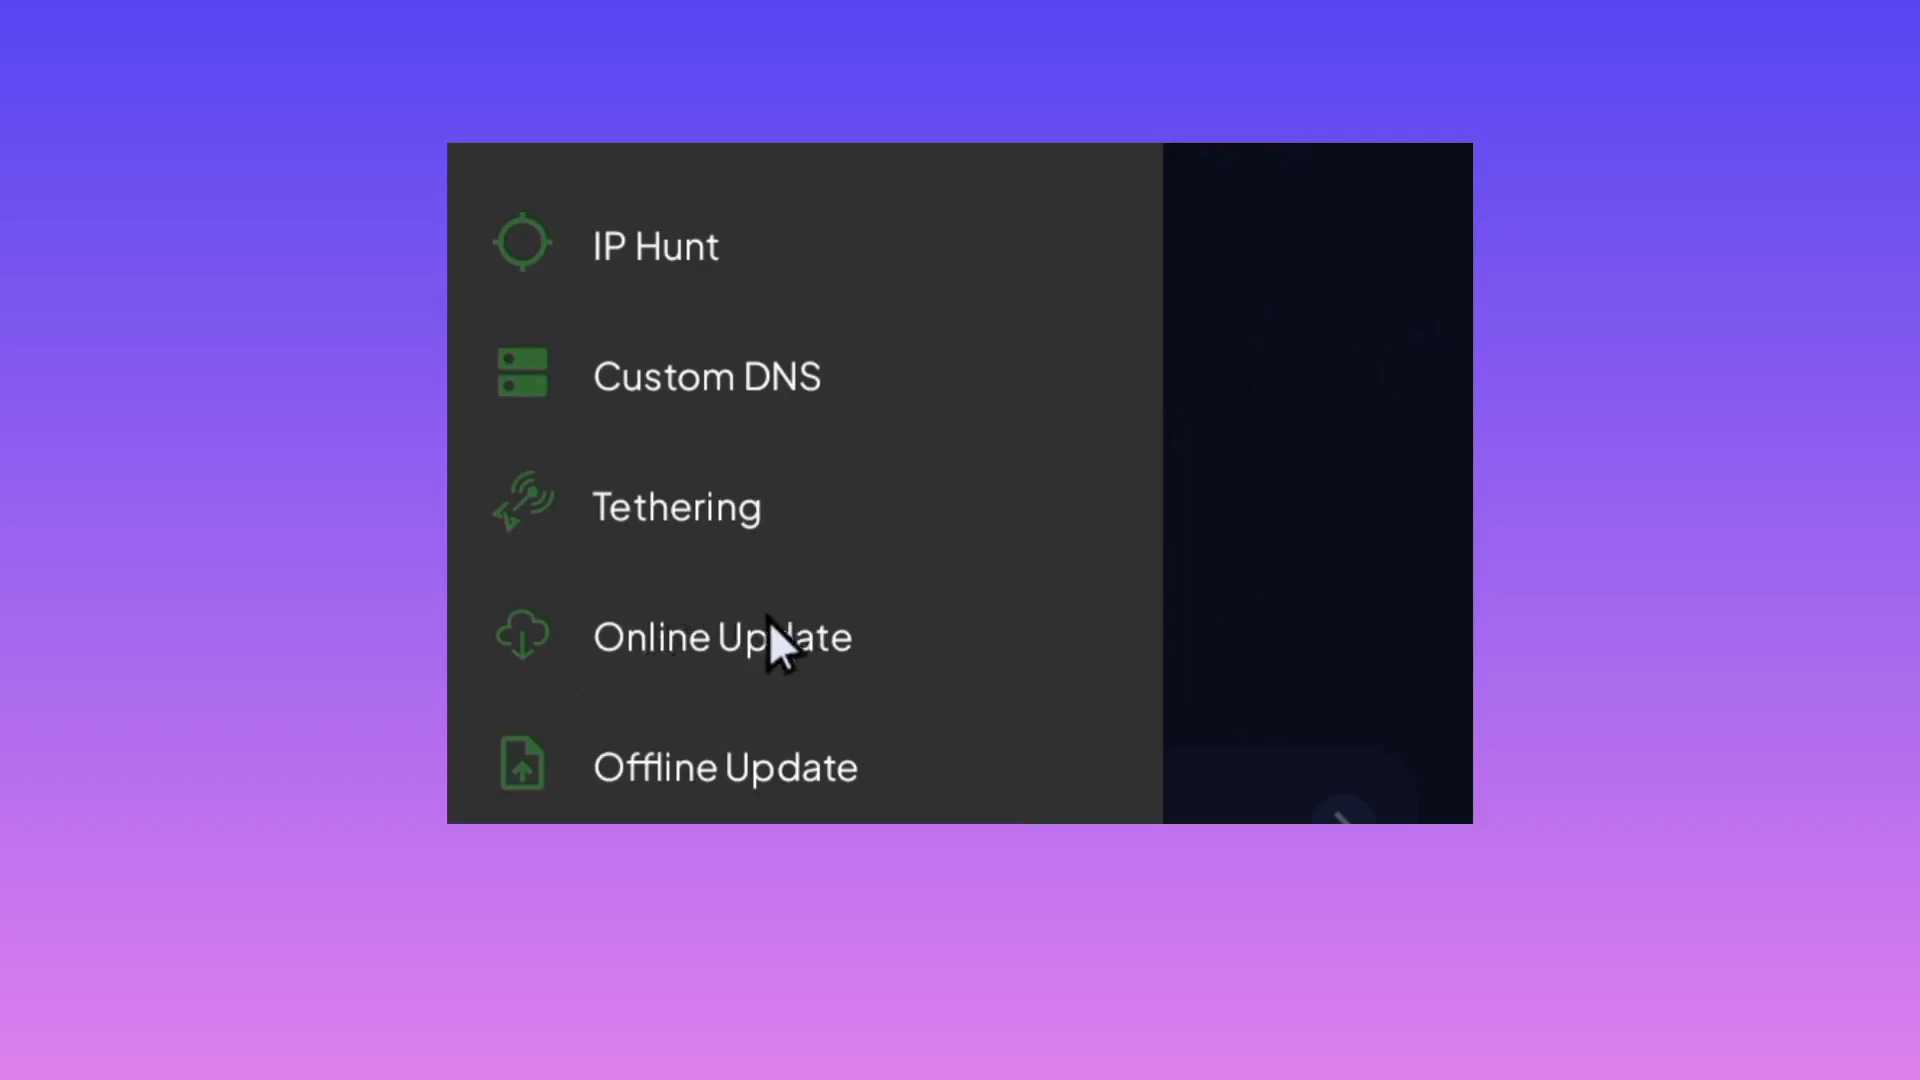 IP Hunt
Custom DNS
Tethering
Online Update
Offline Update